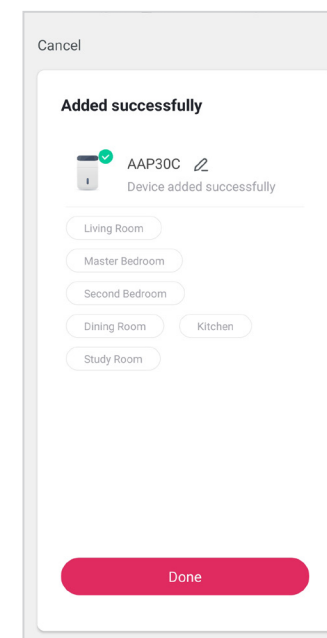 Cancel
Added successfully
AAP30C
Device added successfully
Living Room
Master Bedroom
Second Bedroom
Dining Room Kitchen
Study Room
Done